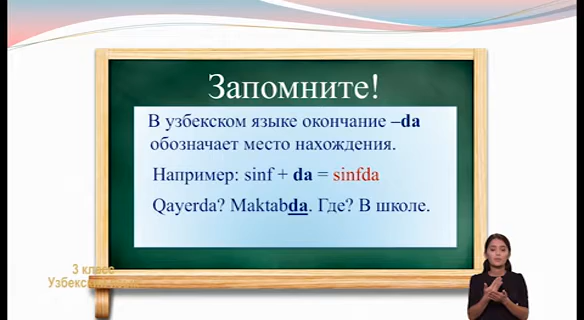 Запомните!
В узбекском языке окончание –da
обозначает место нахождения.
Например: sinf + da = sinfda
Qayerda? Maktabda. Где? В школе.
3 класс